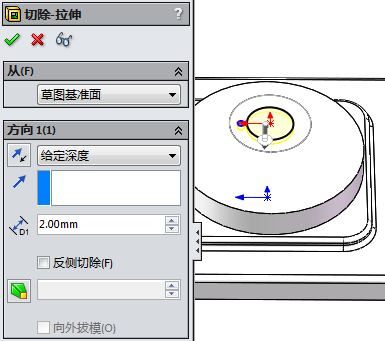 切除-拉伸
?
从(F)
草图基准面
方向 1(1)
给定深度
D1
2.00mm
反侧切除(F)
向外拔模(O)